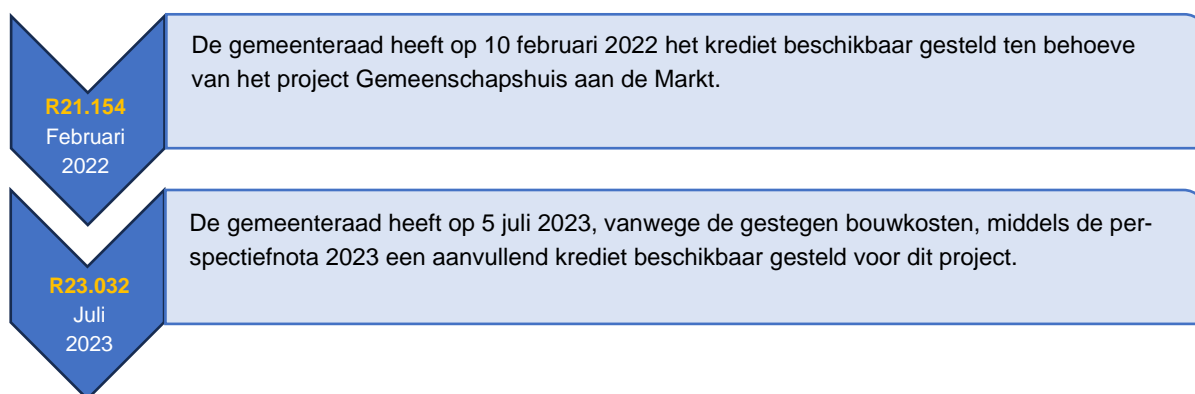 De gemeenteraad heeft op 10 februari 2022 het krediet beschikbaar gesteld ten behoeve
van het project Gemeenschapshuis aan de Markt.
R21.154
Februari
2022
De gemeenteraad heeft op 5 juli 2023, vanwege de gestegen bouwkosten, middels de per-
spectiefnota 2023 een aanvullend krediet beschikbaar gesteld voor dit project.
R23.032
Juli
2023